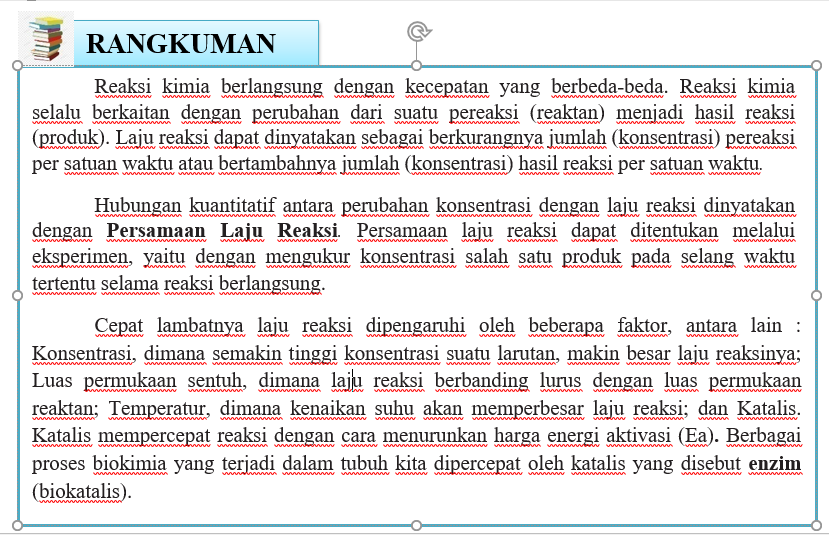 RANGKUMAN
Reaksi kimia berlangsung dengan kecepatan yang berbeda-beda. Reaksi kimia
selalu berkaitan dengan perubahan dari suatu pereaksi (reaktan) menjadi hasil reaksi
(produk). Laju reaksi dapat dinyatakan sebagai berkurangnya jumlah (konsentrasi) pereaksi
per satuan waktu atau bertambahnya jumlah (konsentrasi) hasil reaksi per satuan waktu.
Hubungan kuantitatif antara perubahan konsentrasi dengan laju reaksi dinyatakan
dengan Persamaan Laju Reaksi. Persamaan laju reaksi dapat ditentukan melalui
eksperimen, yaitu dengan mengukur konsentrasi salah satu produk pada selang waktu
tertentu selama reaksi berlangsung.
Cepat lambatnya laju reaksi dipengaruhi oleh beberapa faktor, antara lain :
Konsentrasi, dimana semakin tinggi konsentrasi suatu larutan, makin besar laju reaksinya;
Luas permukaan sentuh, dimana laju reaksi berbanding lurus dengan luas permukaan
reaktan; Temperatur, dimana kenaikan suhu akan memperbesar laju reaksi; dan Katalis.
Katalis mempercepat reaksi dengan cara menurunkan harga energi aktivasi (Ea). Berbagai
proses biokimia yang terjadi dalam tubuh kita dipercepat oleh katalis yang disebut enzim
(biokatalis).